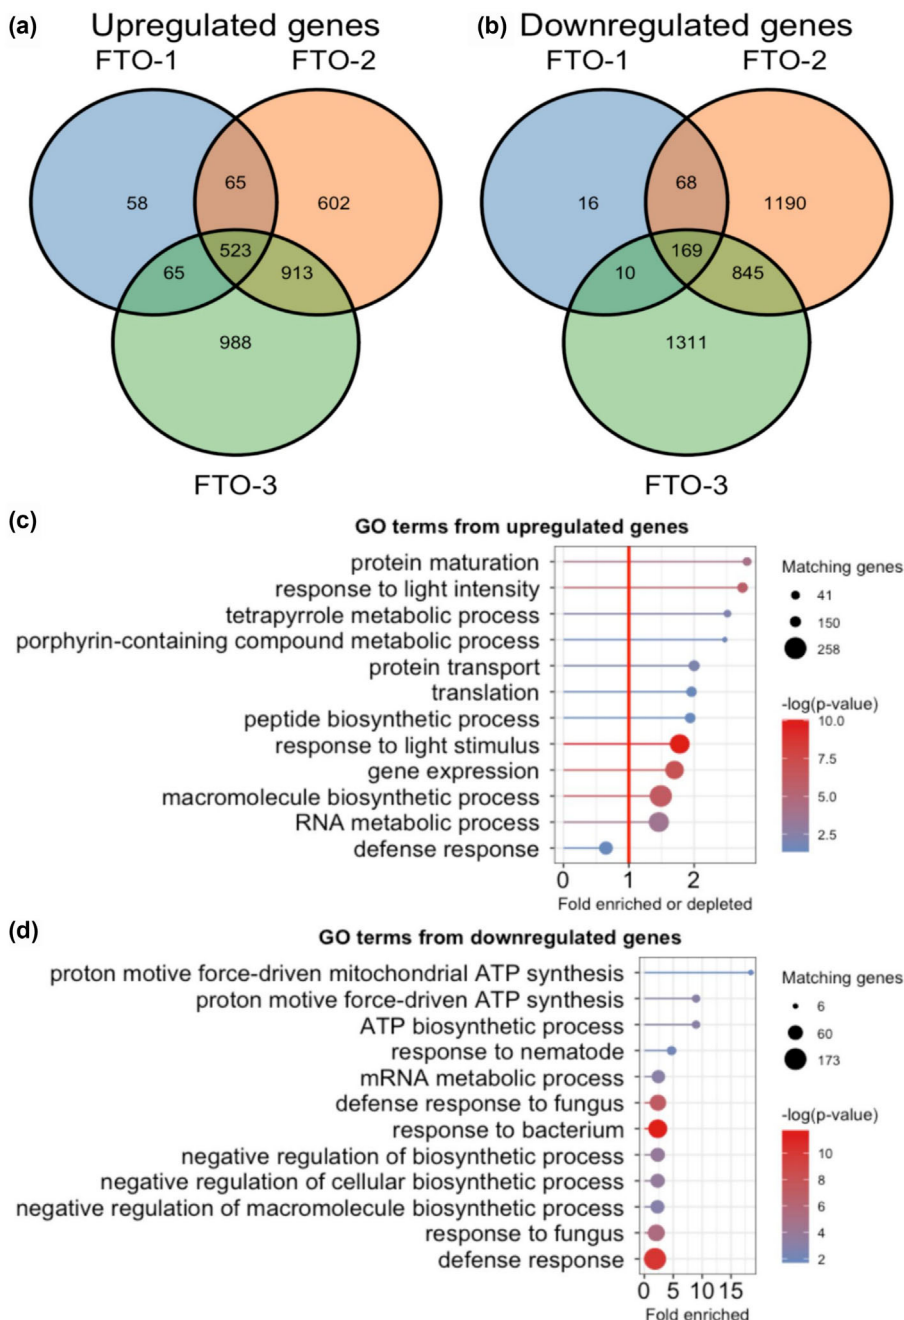 (a) Upregulated genes
FTO-1 FTO-2
65
58 602
523
65 913
988
FTO-3
(b) Downregulated genes
FTO-1 FTO-2
68
16 1190
169
10 845
1311
FTO-3
(c)
GO terms from upregulated genes
protein maturation
response to light intensity
tetrapyrrole metabolic process
porphyrin-containing compound metabolic process
protein transport
translation
peptide biosynthetic process
response to light stimulus
gene expression
macromolecule biosynthetic process
RNA metabolic process
defense response
0 1 2
Fold enriched or depleted
Matching genes
41
150
258
-log(p-value)
10.0
7.5
5.0
2.5
(d)
GO terms from downregulated genes
proton motive force-driven mitochondrial ATP synthesis
proton motive force-driven ATP synthesis
ATP biosynthetic process
response to nematode
mRNA metabolic process
defense response to fungus
response to bacterium
negative regulation of biosynthetic process
negative regulation of cellular biosynthetic process
negative regulation of macromolecule biosynthetic process
response to fungus
defense response
0 5 10 15
Fold enriched
Matching genes
6
60
173
-log(p-value)
10
8
6
4
2